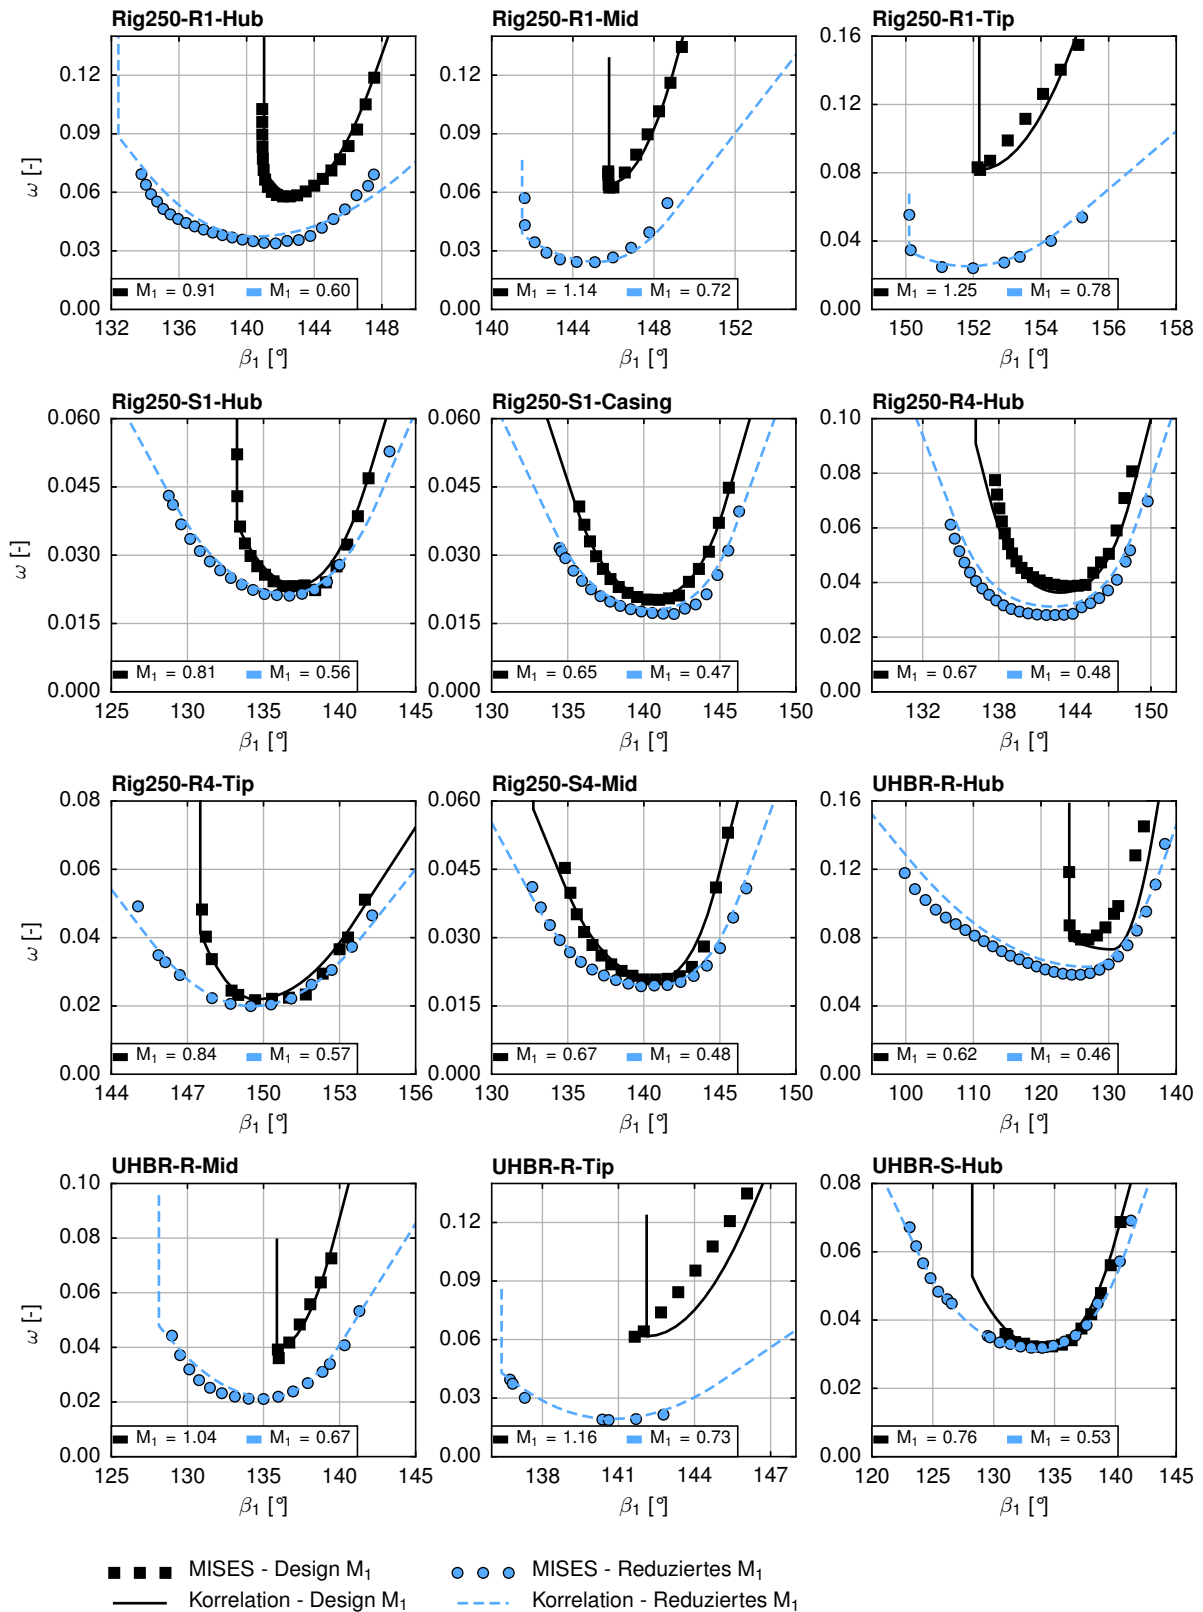 Rig250-R1-Hub
Rig250-R1-Mid
Rig250-R1-Tip
0.12
0.09
0.06
0.03
0.00
ω [-]
M₁ = 0.91
M₁ = 0.60
132 136 140 144 148
β₁ [°]
0.12
0.09
0.06
0.03
0.00
M₁ = 1.14
M₁ = 0.72
140 144 148 152
β₁ [°]
0.16
0.12
0.08
0.04
0.00
M₁ = 1.25
M₁ = 0.78
150 152 154 156 158
β₁ [°]
Rig250-S1-Hub
Rig250-S1-Casing
Rig250-R4-Hub
0.060
0.045
0.030
0.015
0.000
ω [-]
M₁ = 0.81
M₁ = 0.56
125 130 135 140 145
β₁ [°]
0.060
0.045
0.030
0.015
0.000
M₁ = 0.65
M₁ = 0.47
130 135 140 145 150
β₁ [°]
0.10
0.08
0.06
0.04
0.02
0.00
M₁ = 0.67
M₁ = 0.48
132 138 144 150
β₁ [°]
Rig250-R4-Tip
Rig250-S4-Mid
UHBR-R-Hub
0.08
0.06
0.04
0.02
0.00
ω [-]
M₁ = 0.84
M₁ = 0.57
144 147 150 153 156
β₁ [°]
0.060
0.045
0.030
0.015
0.000
M₁ = 0.67
M₁ = 0.48
130 135 140 145 150
β₁ [°]
0.16
0.12
0.08
0.04
0.00
M₁ = 0.62
M₁ = 0.46
100 110 120 130 140
β₁ [°]
UHBR-R-Mid
UHBR-R-Tip
UHBR-S-Hub
0.10
0.08
0.06
0.04
0.02
0.00
ω [-]
M₁ = 1.04
M₁ = 0.67
125 130 135 140 145
β₁ [°]
0.12
0.09
0.06
0.03
0.00
M₁ = 1.16
M₁ = 0.73
138 141 144 147
β₁ [°]
0.08
0.06
0.04
0.02
0.00
M₁ = 0.76
M₁ = 0.53
120 125 130 135 140 145
β₁ [°]
MISES - Design M₁
MISES - Reduziertes M₁
Korrelation - Design M₁
Korrelation - Reduziertes M₁